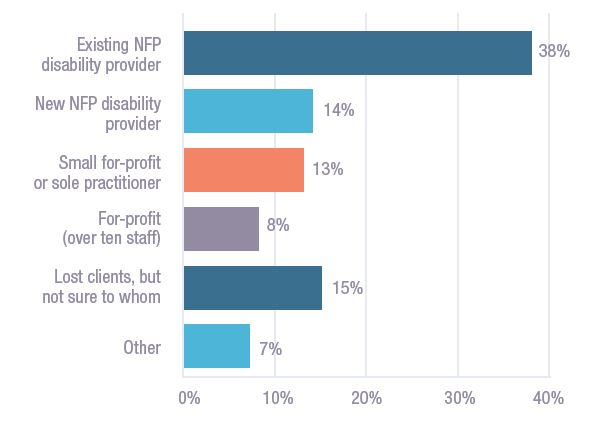 Existing NFP
disability provider
38%
New NFP disability
provider
14%
Small for-profit
or sole practitioner
13%
For-profit
(over ten staff)
8%
Lost clients, but
not sure to whom
15%
Other
7%
0% 10% 20% 30% 40%